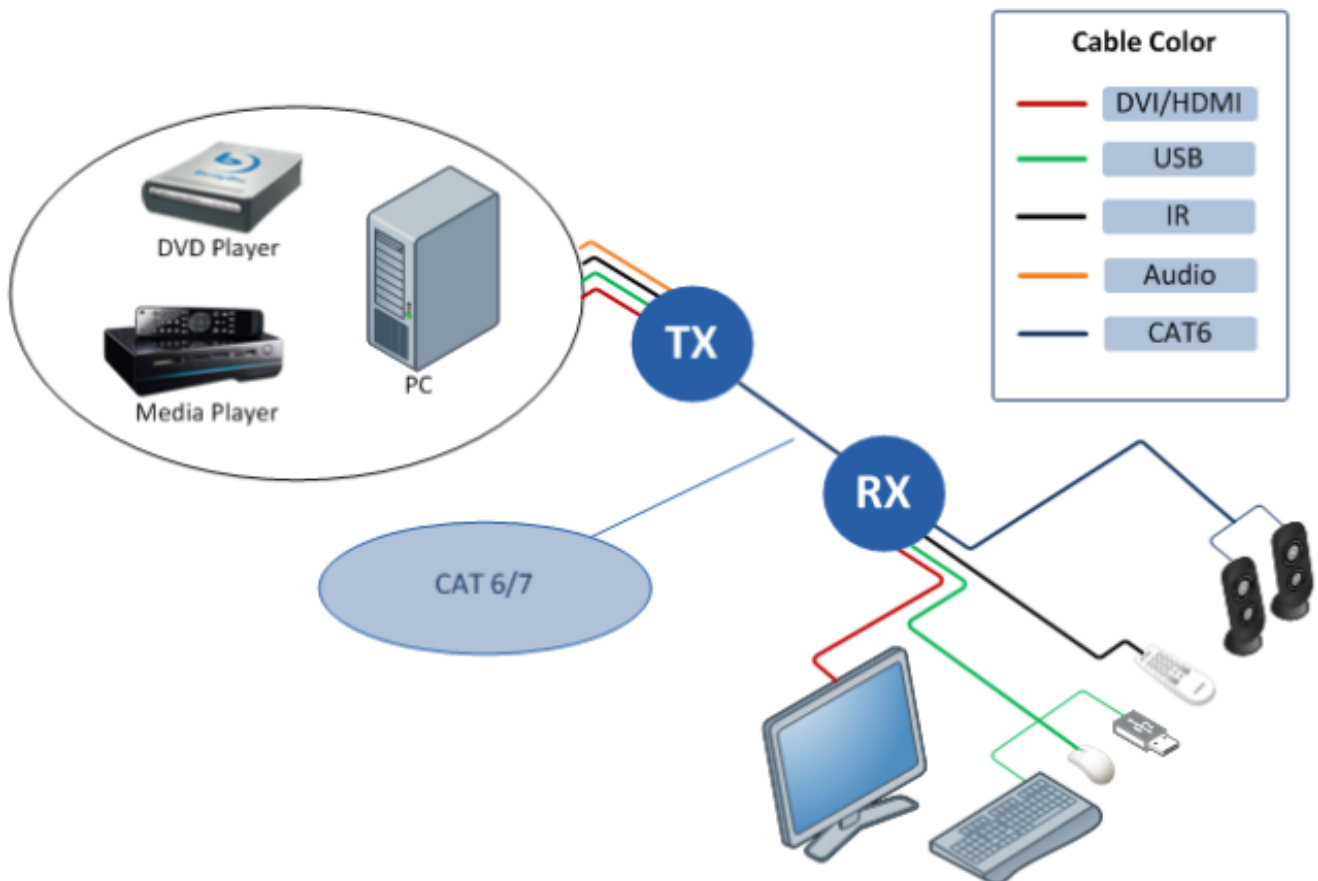 Cable Color
DVI/HDMI
USB
IR
Audio
CAT6
DVD Player
PC
Media Player
TX
RX
CAT 6/7